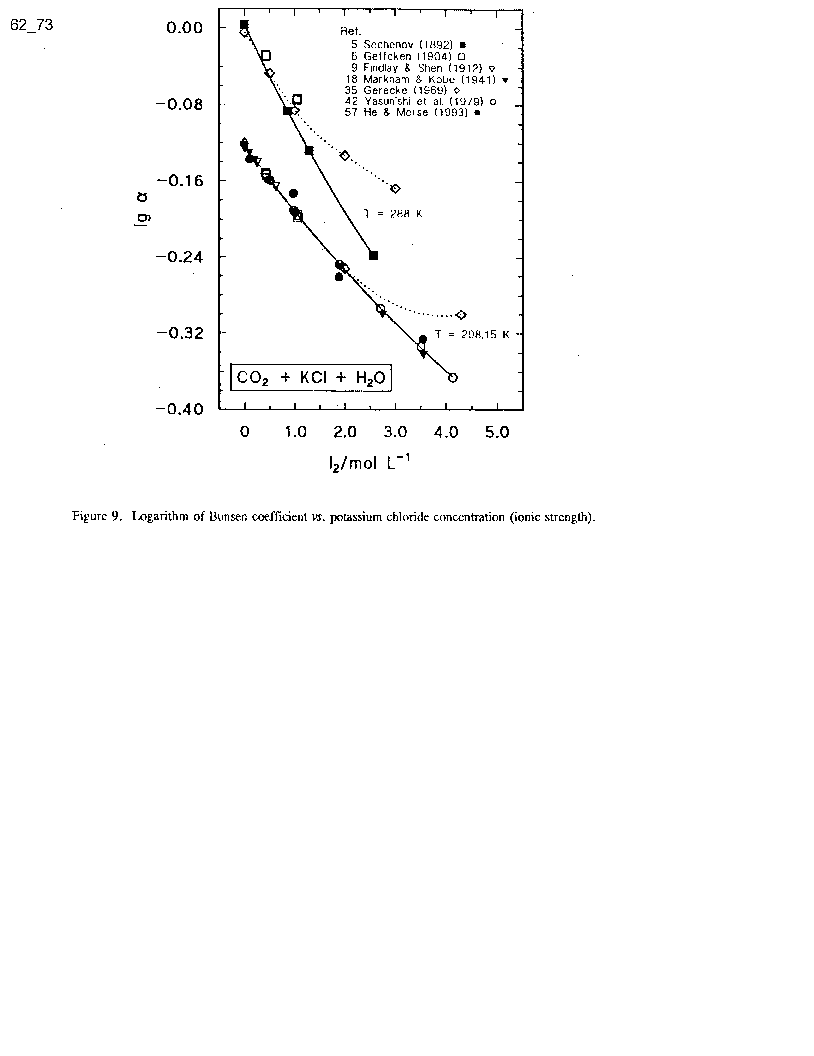 62_73
0.00
Ref.
5 Sechenov (1892) ■
6 Geffcken (1904) □
9 Findlay & Shen (1912) ▽
18 Markham & Kobe (1941) ▼
35 Gerecke (1969) ◇
42 Yasunishi et al. (1979) ○
57 He & Morse (1993) ●
-0.08
-0.16
lg α
T = 288 K
-0.24
-0.32
T = 298.15 K
CO₂ + KCl + H₂O
-0.40
0 1.0 2.0 3.0 4.0 5.0
I₂/mol L⁻¹
Figure 9. Logarithm of Bunsen coefficient vs. potassium chloride concentration (ionic strength).